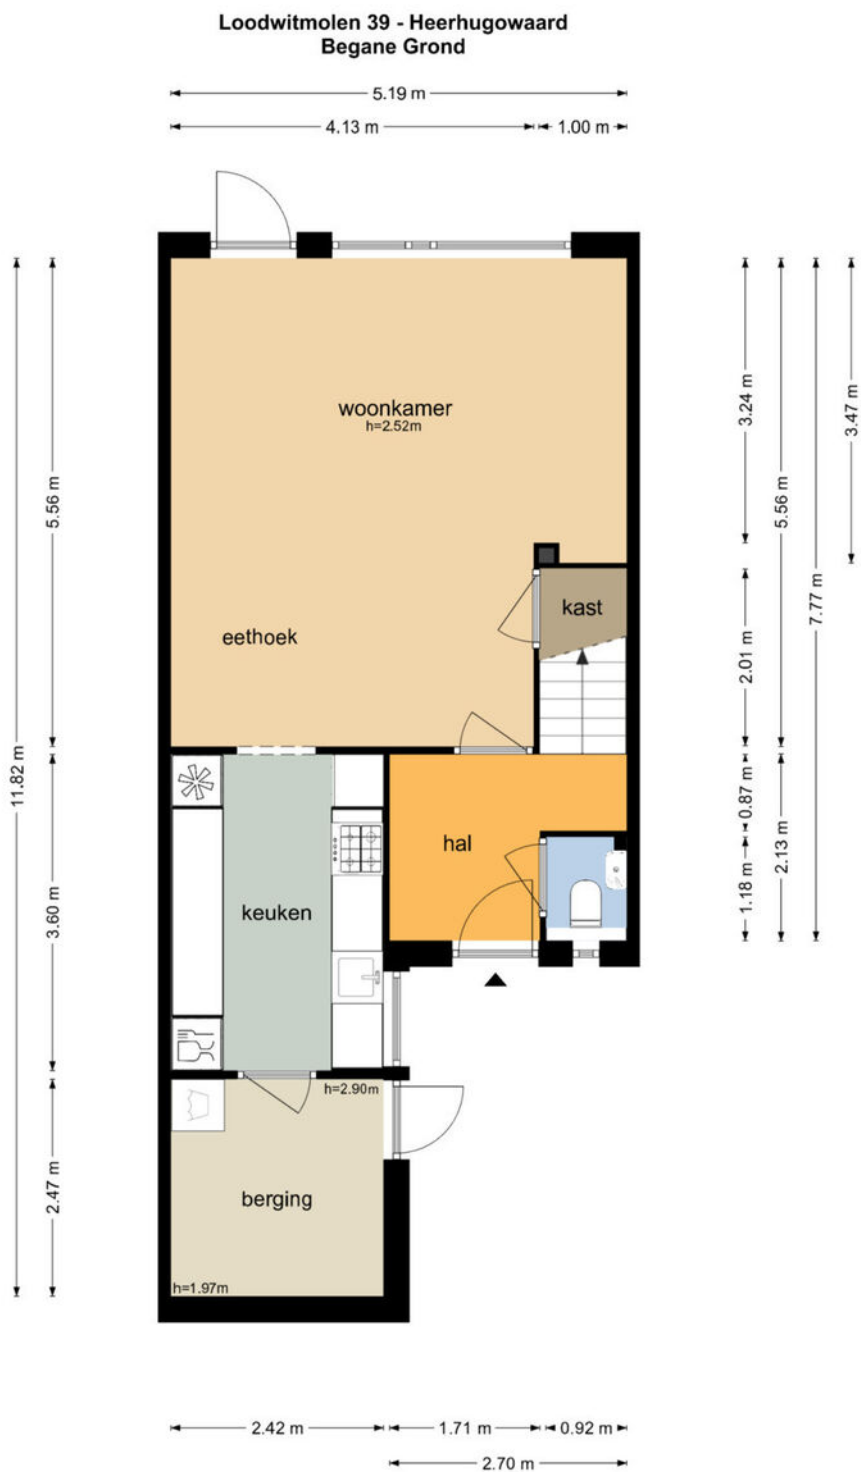 Loodwitmolen 39 - Heerhugowaard
Begane Grond
5.19 m
4.13 m
1.00 m
woonkamer
h=2.52m
eethoek
kast
hal
keuken
h=2.90m
berging
h=1.97m
11.82 m
5.56 m
3.60 m
2.47 m
3.24 m
2.01 m
0.87 m
1.18 m
5.56 m
2.13 m
7.77 m
3.47 m
2.42 m
1.71 m
0.92 m
2.70 m